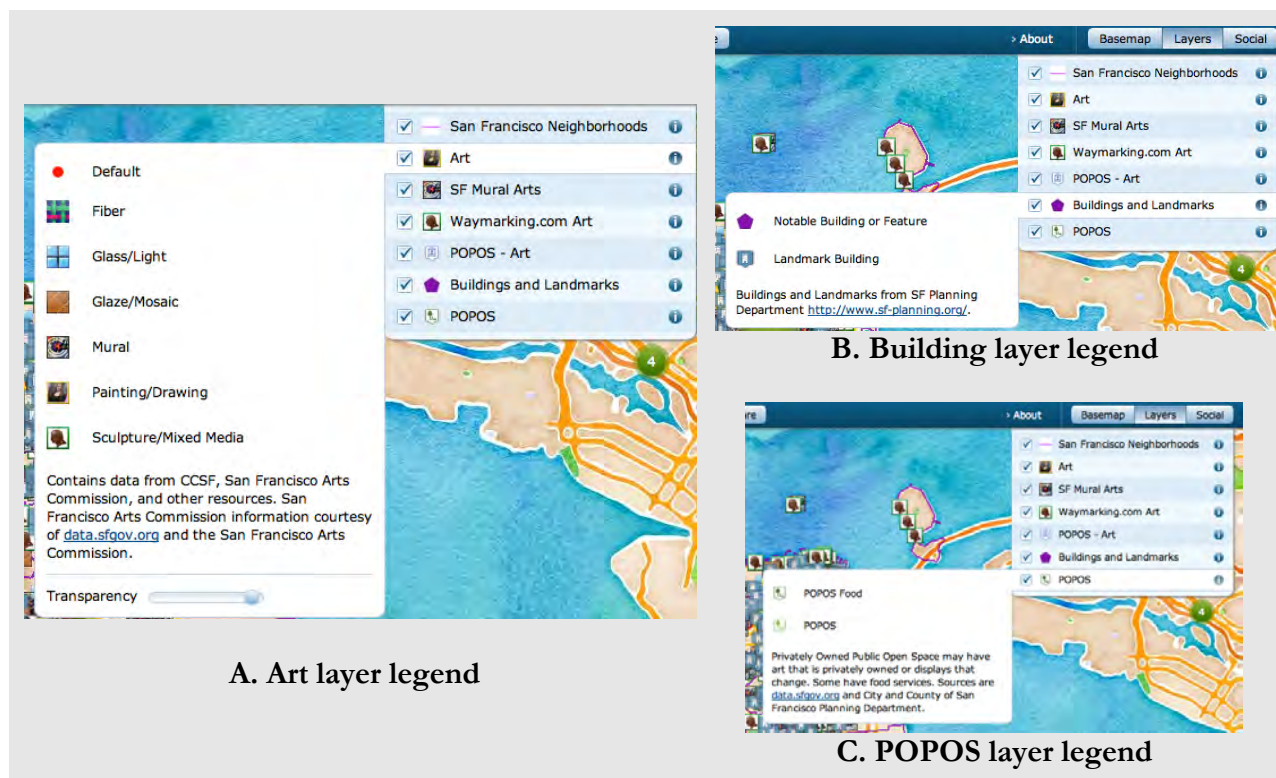 San Francisco Neighborhoods
Art
SF Mural Arts
Waymarking.com Art
POPOS - Art
Buildings and Landmarks
POPOS
4
Default
Fiber
Glass/Light
Glaze/Mosaic
Mural
Painting/Drawing
Sculpture/Mixed Media
Contains data from CCSF, San Francisco Arts
Commission, and other resources. San
Francisco Arts Commission information courtesy
of data.sfgov.org and the San Francisco Arts
Commission.
Transparency
A. Art layer legend
› About
Basemap Layers Social
San Francisco Neighborhoods
Art
SF Mural Arts
Waymarking.com Art
POPOS - Art
Buildings and Landmarks
POPOS
4
Notable Building or Feature
Landmark Building
Buildings and Landmarks from SF Planning
Department http://www.sf-planning.org/.
B. Building layer legend
› About
Basemap Layers Social
San Francisco Neighborhoods
Art
SF Mural Arts
Waymarking.com Art
POPOS - Art
Buildings and Landmarks
POPOS
4
POPOS Food
POPOS
Privately Owned Public Open Space may have
art that is privately owned or displays that
change. Some have food services. Sources are
data.sfgov.org and City and County of San
Francisco Planning Department.
C. POPOS layer legend